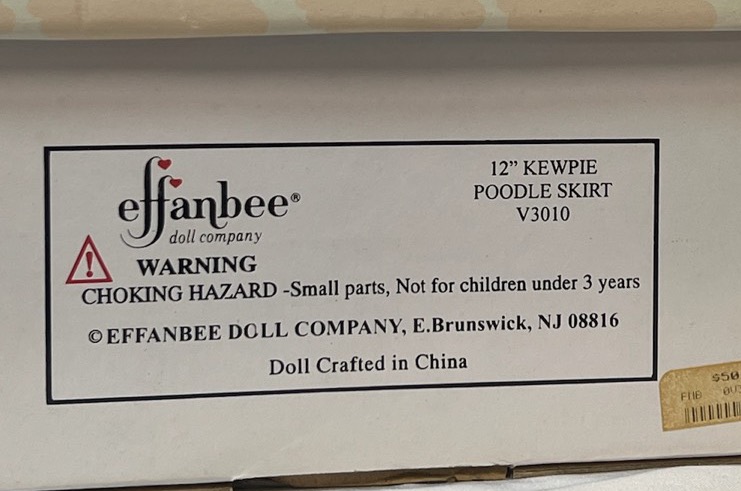 effanbee®
doll company
12” KEWPIE
POODLE SKIRT
V3010
WARNING
CHOKING HAZARD -Small parts, Not for children under 3 years
©EFFANBEE DOLL COMPANY, E.Brunswick, NJ 08816
Doll Crafted in China
$50